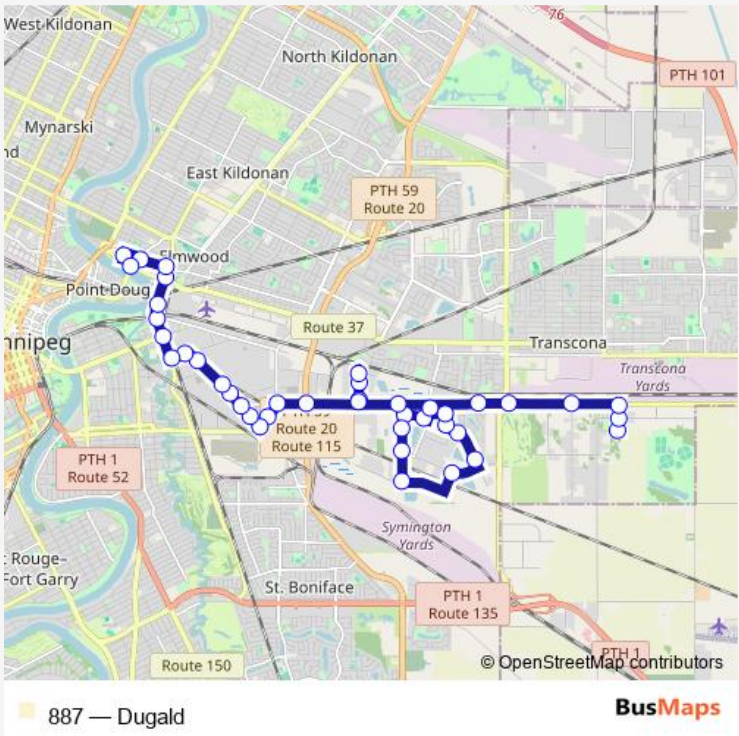 West Kildonan
76
North Kildonan
PTH 101
Mynarski
nd
East Kildonan
PTH 59
Route 20
Elmwood
Point Doug
nnipeg
Route 37
Transcona
Transcona
Yards
PTH 59
Route 20
Route 115
PTH 1
Route 52
Symington
Yards
: Rouge–
Fort Garry
St. Boniface
PTH 1
Route 135
PTH 1
Route 150
© OpenStreetMap contributors
887 — Dugald
BusMaps